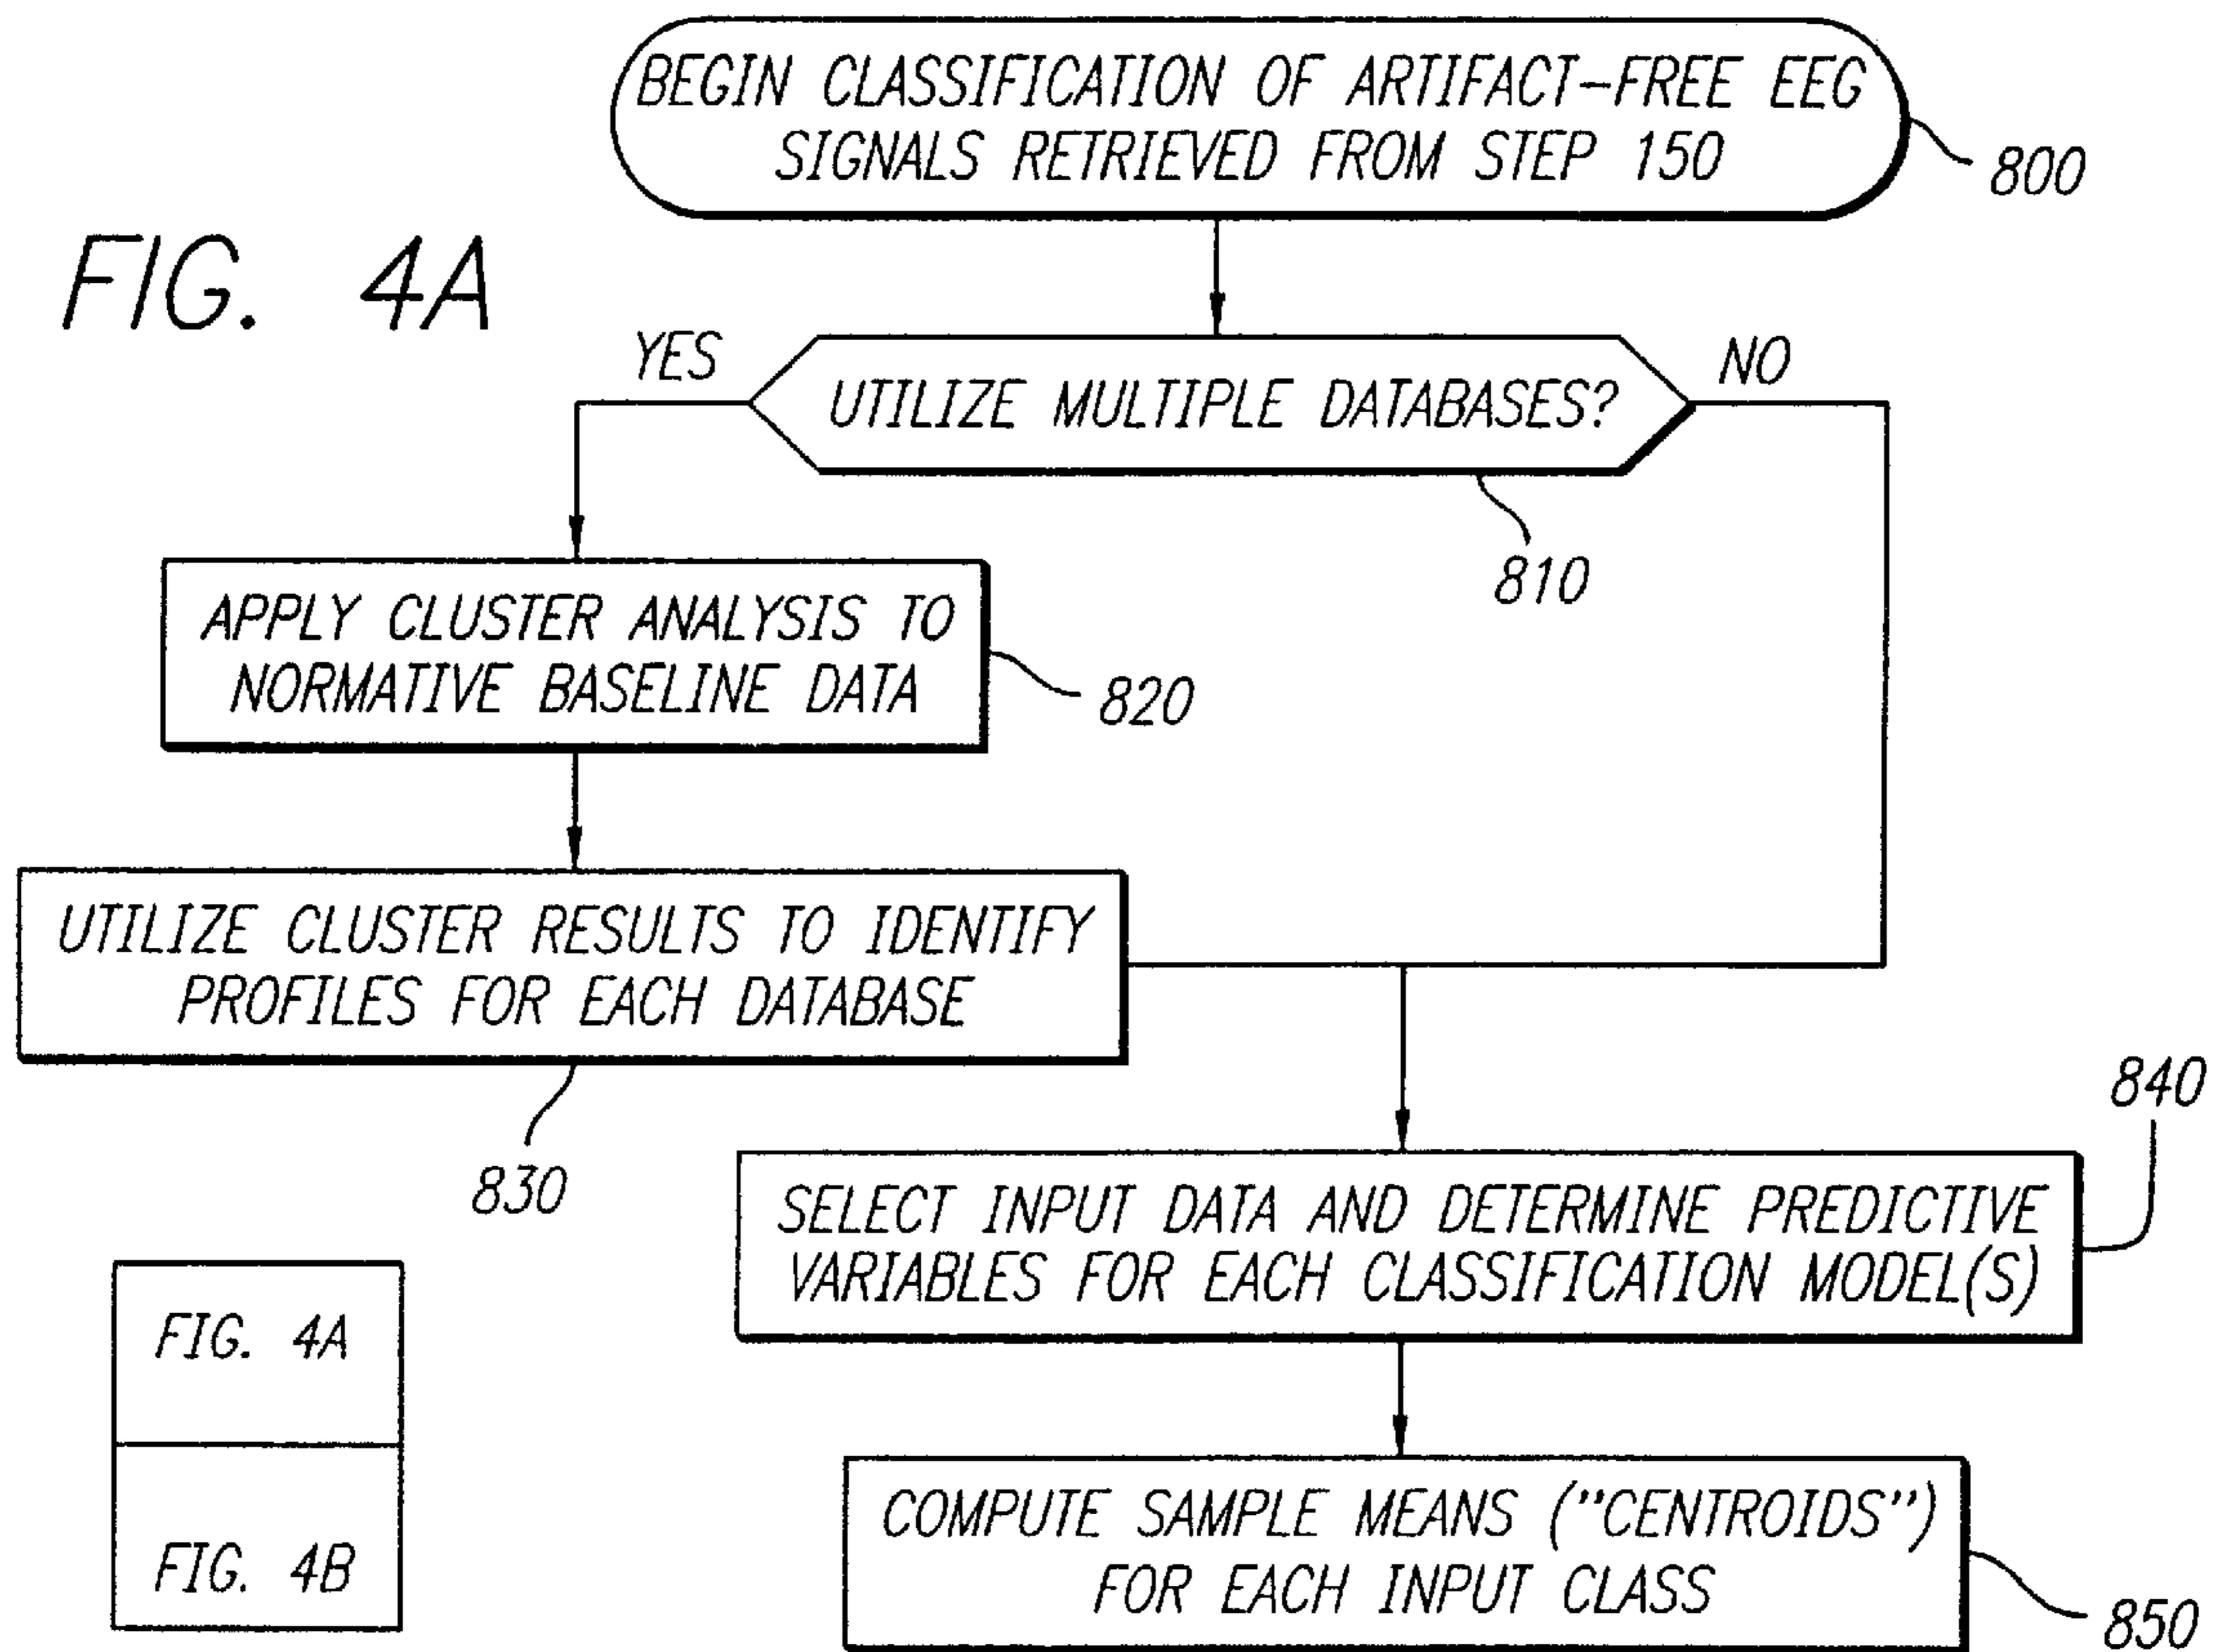 BEGIN CLASSIFICATION OF ARTIFACT-FREE EEG
SIGNALS RETRIEVED FROM STEP 150
800
FIG. 4A
YES
NO
UTILIZE MULTIPLE DATABASES?
810
APPLY CLUSTER ANALYSIS TO
NORMATIVE BASELINE DATA
820
UTILIZE CLUSTER RESULTS TO IDENTIFY
PROFILES FOR EACH DATABASE
830
840
SELECT INPUT DATA AND DETERMINE PREDICTIVE
VARIABLES FOR EACH CLASSIFICATION MODEL(S)
FIG. 4A
FIG. 4B
COMPUTE SAMPLE MEANS ("CENTROIDS")
FOR EACH INPUT CLASS
850